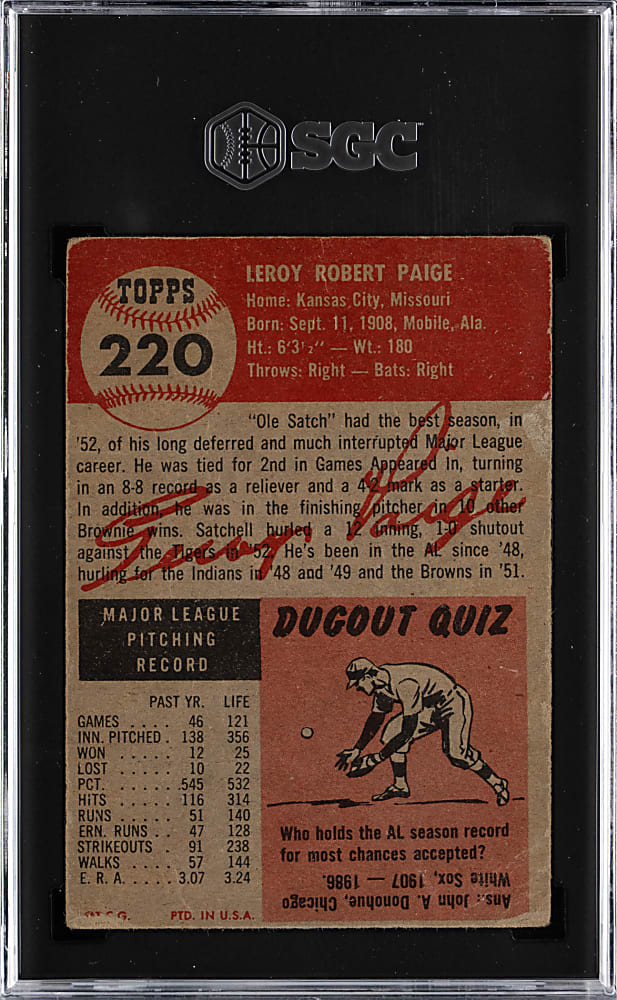 SGC
TOPPS
220
LEROY ROBERT PAIGE
Home: Kansas City, Missouri
Born: Sept. 11, 1908, Mobile, Ala.
Ht.: 6'3½" — Wt.: 180
Throws: Right — Bats: Right
"Ole Satch" had the best season, in
'52, of his long deferred and much interrupted Major League
career. He was tied for 2nd in Games Appeared In, turning
in an 8-8 record as a reliever and a 4-2 mark as a starter.
In addition, he was in the finishing pitcher in 10 other
Brownie wins. Satchell hurled a 12 inning, 1-0 shutout
against the Tigers in '52. He's been in the AL since '48,
hurling for the Indians in '48 and '49 and the Browns in '51.
Paige
MAJOR LEAGUE
PITCHING
RECORD
PAST YR. LIFE
GAMES .... 46 121
INN. PITCHED . 138 356
WON ..... 12 25
LOST ..... 10 22
PCT. ..... .545 532
HITS ..... 116 314
RUNS ..... 51 140
ERN. RUNS .. 47 128
STRIKEOUTS . 91 238
WALKS .... 57 144
E. R. A. .... 3.07 3.24
T.C.G. PTD. IN U.S.A.
DUGOUT QUIZ
Who holds the AL season record
for most chances accepted?
Ans.: John A. Donohue, Chicago
White Sox, 1907 — 1986.